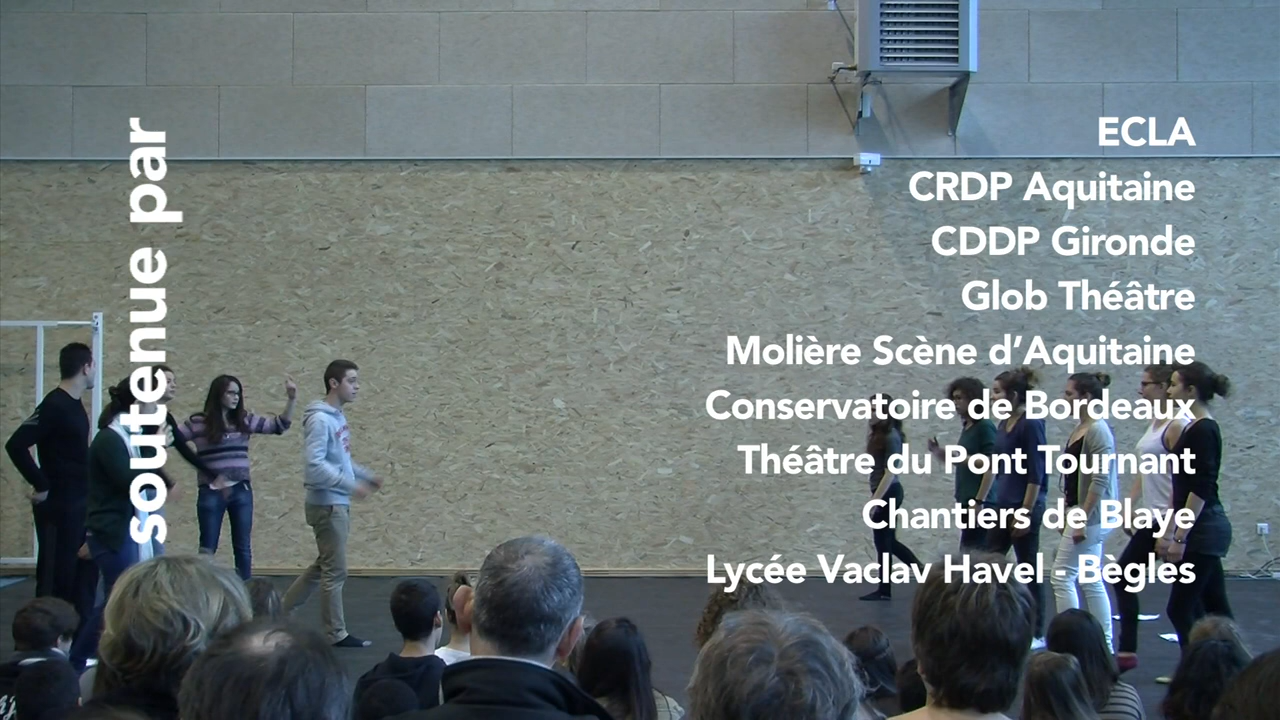 soutenue par
ECLA
CRDP Aquitaine
CDDP Gironde
Glob Théâtre
Molière Scène d’Aquitaine
Conservatoire de Bordeaux
Théâtre du Pont Tournant
Chantiers de Blaye
Lycée Vaclav Havel - Bègles